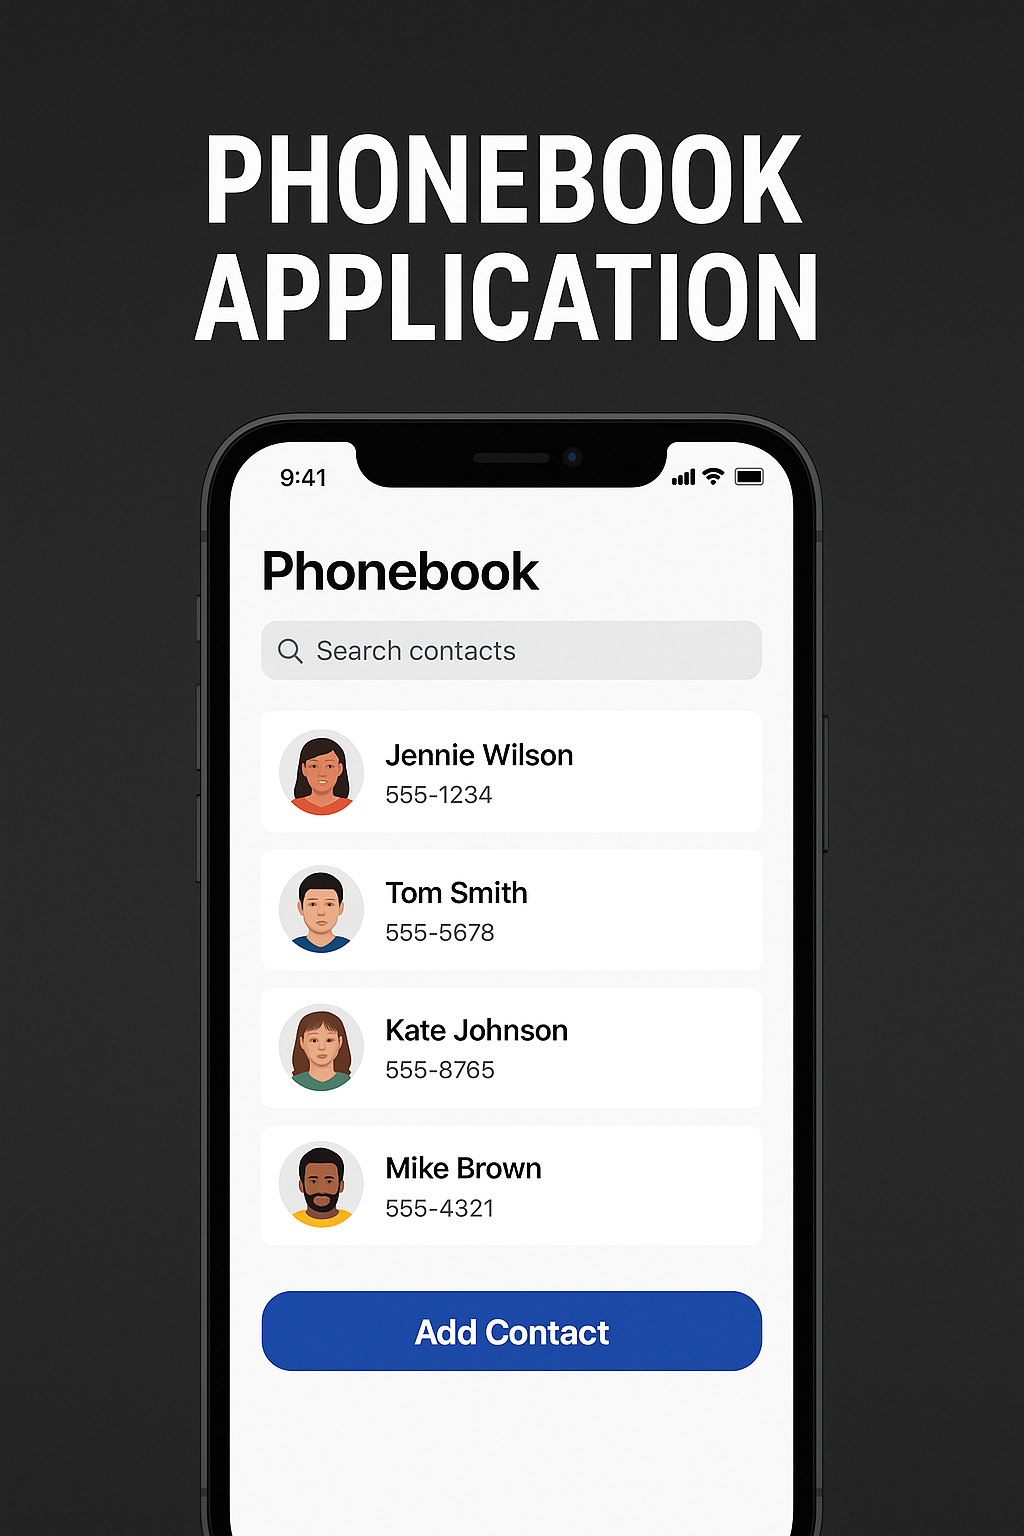 PHONEBOOK
APPLICATION
9:41
Phonebook
Search contacts
Jennie Wilson
555-1234
Tom Smith
555-5678
Kate Johnson
555-8765
Mike Brown
555-4321
Add Contact